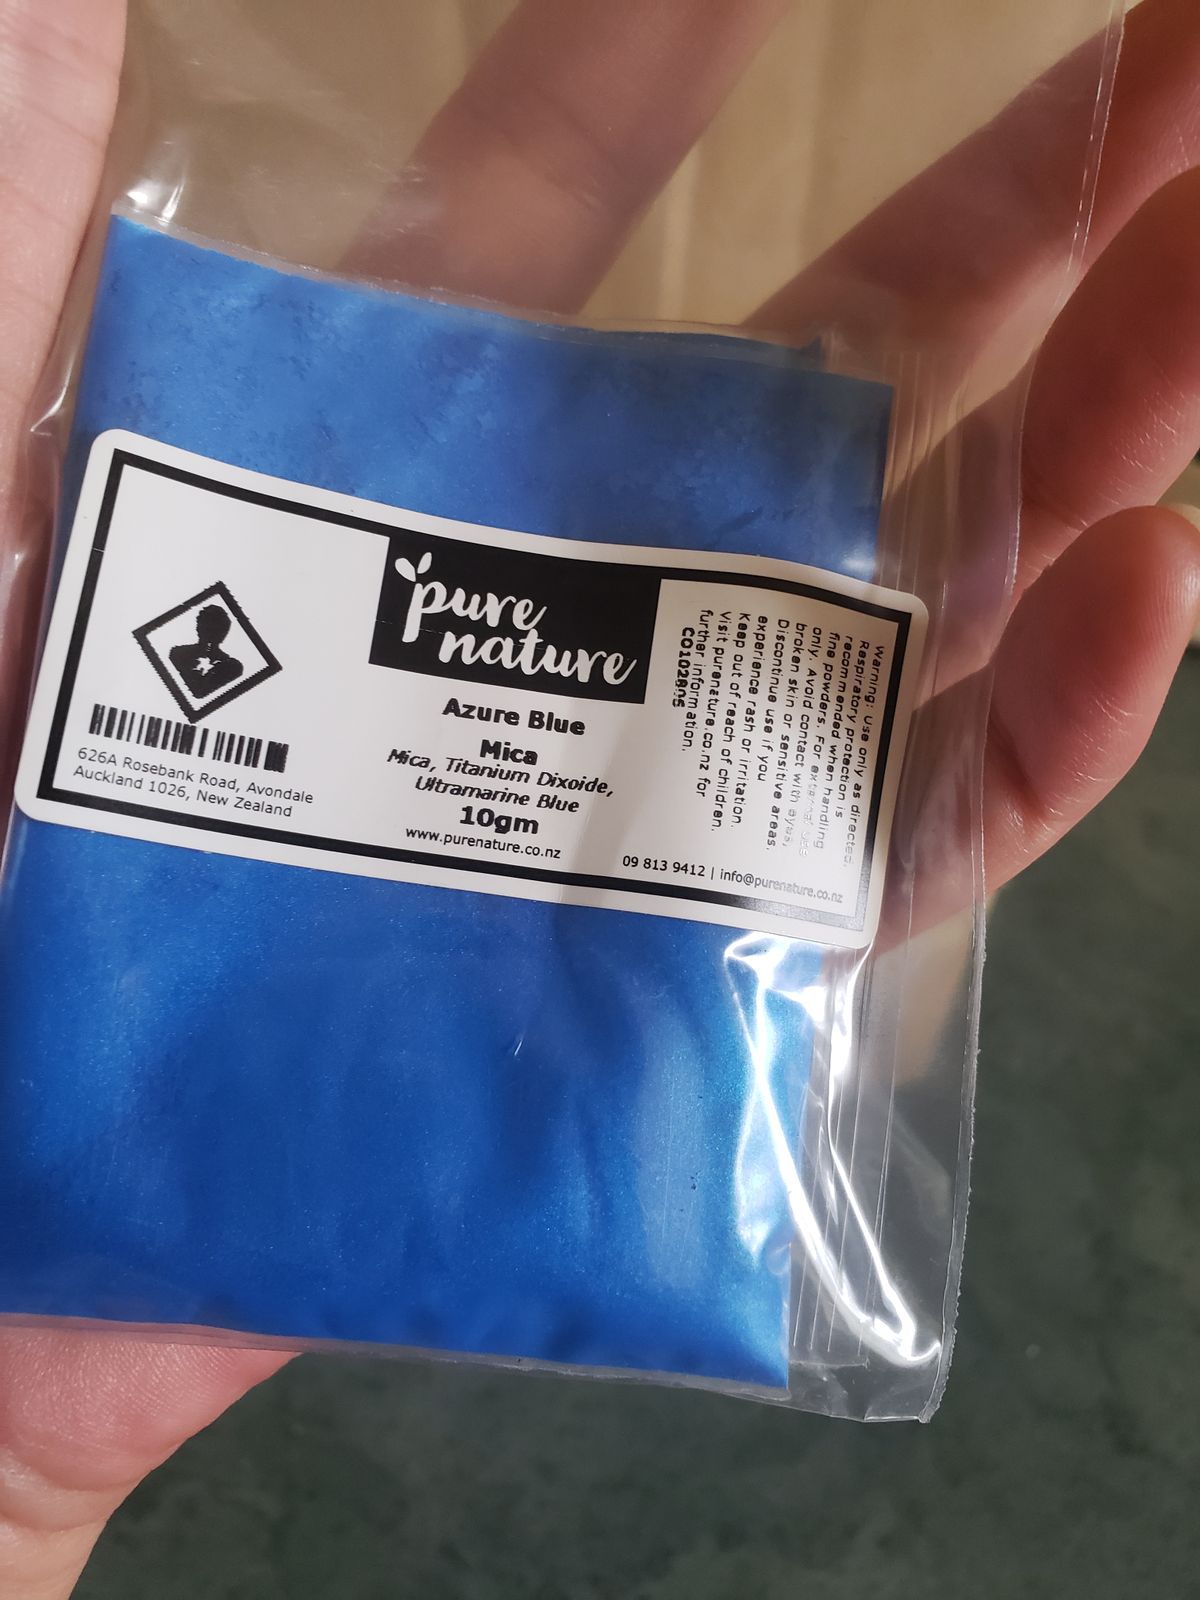 pure
nature
Azure Blue
Mica
Mica, Titanium Dixoide,
Ultramarine Blue
10gm
www.purenature.co.nz
626A Rosebank Road, Avondale
Auckland 1026, New Zealand
09 813 9412 | info@purenature.co.nz
Warning: Use only as directed.
Respiratory protection is
recommended when handling
fine powders. For external use
only. Avoid contact with eyes,
broken skin or sensitive areas.
Discontinue use if you
experience rash or irritation.
Keep out of reach of children.
Visit purenature.co.nz for
further information.
CO102805